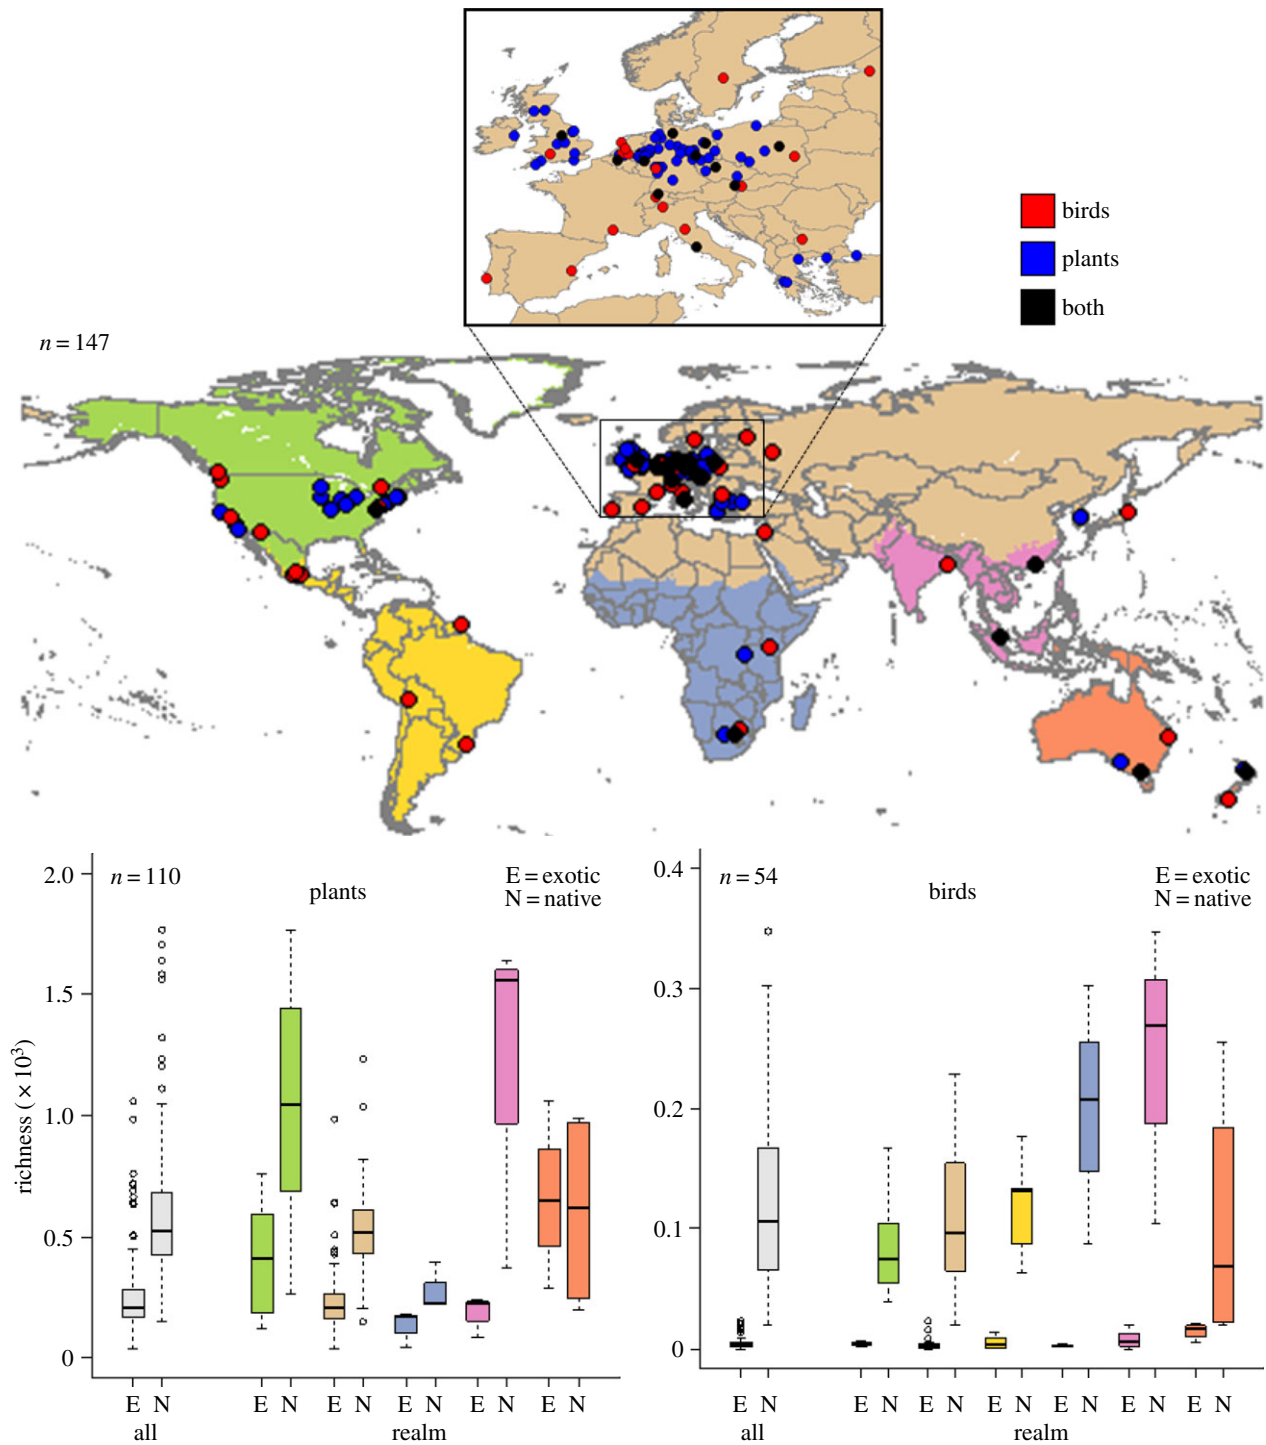 birds
plants
both
n = 147
2.0
1.5
1.0
0.5
0
richness ( × 10³)
n = 110
plants
E = exotic
N = native
E N E N E N E N E N E N
all realm
0.4
0.3
0.2
0.1
0
n = 54
birds
E = exotic
N = native
E N E N E N E N E N E N E N
all realm